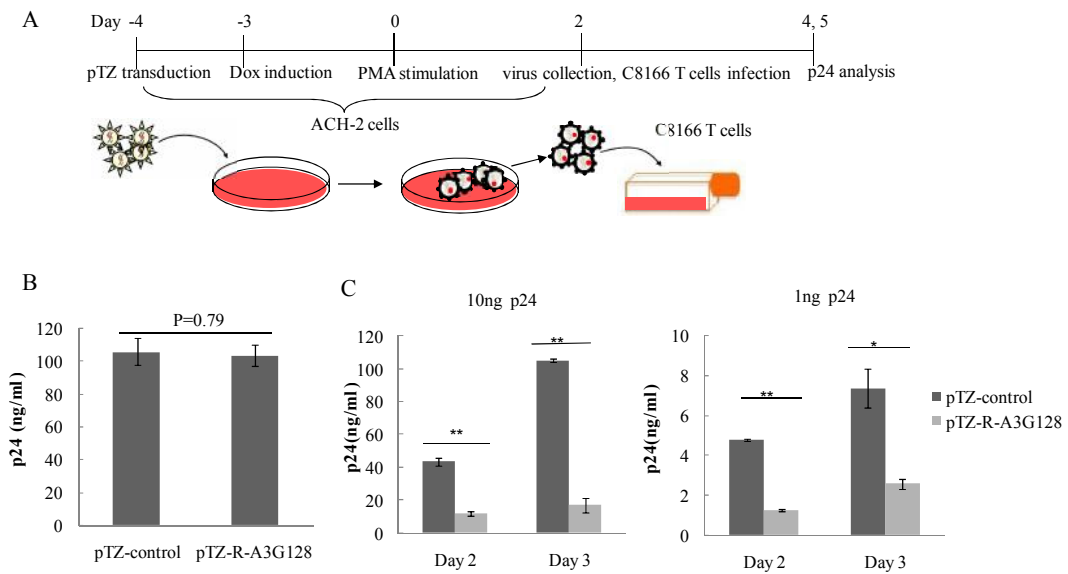 A
Day -4 -3 0 2 4, 5
pTZ transduction Dox induction PMA stimulation virus collection, C8166 T cells infection p24 analysis
ACH-2 cells
C8166 T cells
B
P=0.79
p24 (ng/ml)
120
100
80
60
40
20
0
pTZ-control pTZ-R-A3G128
C
10ng p24
p24(ng/ml)
120
100
80
60
40
20
0
**
**
Day 2 Day 3
1ng p24
p24(ng/ml)
10
8
6
4
2
0
**
*
Day 2 Day 3
pTZ-control
pTZ-R-A3G128